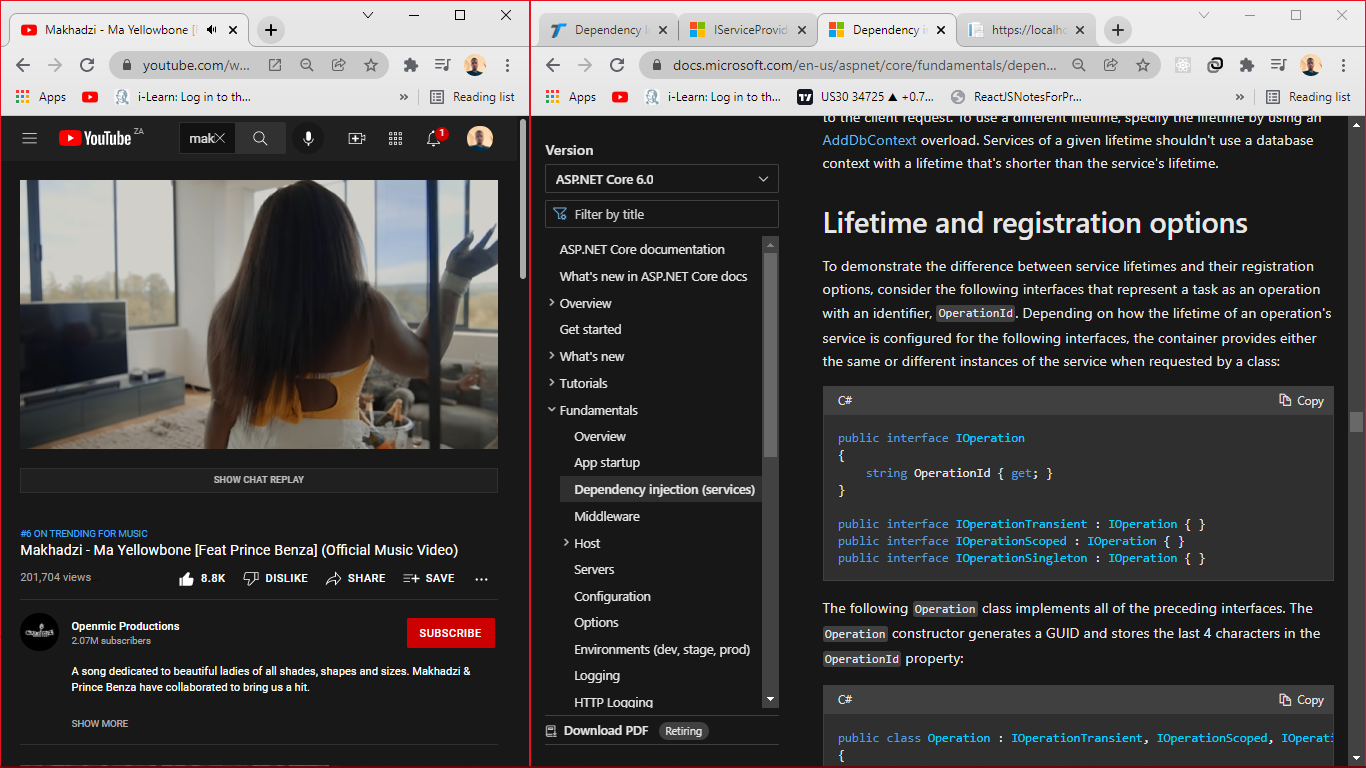 Makhadzi - Ma Yellowbone [
youtube.com/w...
Apps
i-Learn: Log in to th...
»
Reading list
YouTube ZA
mak
1
SHOW CHAT REPLAY
#6 ON TRENDING FOR MUSIC
Makhadzi - Ma Yellowbone [Feat Prince Benza] (Official Music Video)
201,704 views
8.8K
DISLIKE
SHARE
SAVE
...
Openmic Productions
2.07M subscribers
SUBSCRIBE
A song dedicated to beautiful ladies of all shades, shapes and sizes. Makhadzi &
Prince Benza have collaborated to bring us a hit.
SHOW MORE
Dependency I
IServiceProvid
Dependency in
https://localho
docs.microsoft.com/en-us/aspnet/core/fundamentals/depen...
Apps
i-Learn: Log in to th...
US30 34725 ▲ +0.7...
ReactJSNotesForPr...
»
Reading list
Version
ASP.NET Core 6.0
Filter by title
ASP.NET Core documentation
What's new in ASP.NET Core docs
Overview
Get started
What's new
Tutorials
Fundamentals
Overview
App startup
Dependency injection (services)
Middleware
Host
Servers
Configuration
Options
Environments (dev, stage, prod)
Logging
HTTP Logging
Download PDF
Retiring
to the client request. To use a different lifetime, specify the lifetime by using an
AddDbContext overload. Services of a given lifetime shouldn't use a database
context with a lifetime that's shorter than the service's lifetime.
Lifetime and registration options
To demonstrate the difference between service lifetimes and their registration
options, consider the following interfaces that represent a task as an operation
with an identifier, OperationId. Depending on how the lifetime of an operation's
service is configured for the following interfaces, the container provides either
the same or different instances of the service when requested by a class:
C#
Copy
public interface IOperation
{
string OperationId { get; }
}
public interface IOperationTransient : IOperation { }
public interface IOperationScoped : IOperation { }
public interface IOperationSingleton : IOperation { }
The following Operation class implements all of the preceding interfaces. The
Operation constructor generates a GUID and stores the last 4 characters in the
OperationId property:
C#
Copy
public class Operation : IOperationTransient, IOperationScoped, IOperati
{